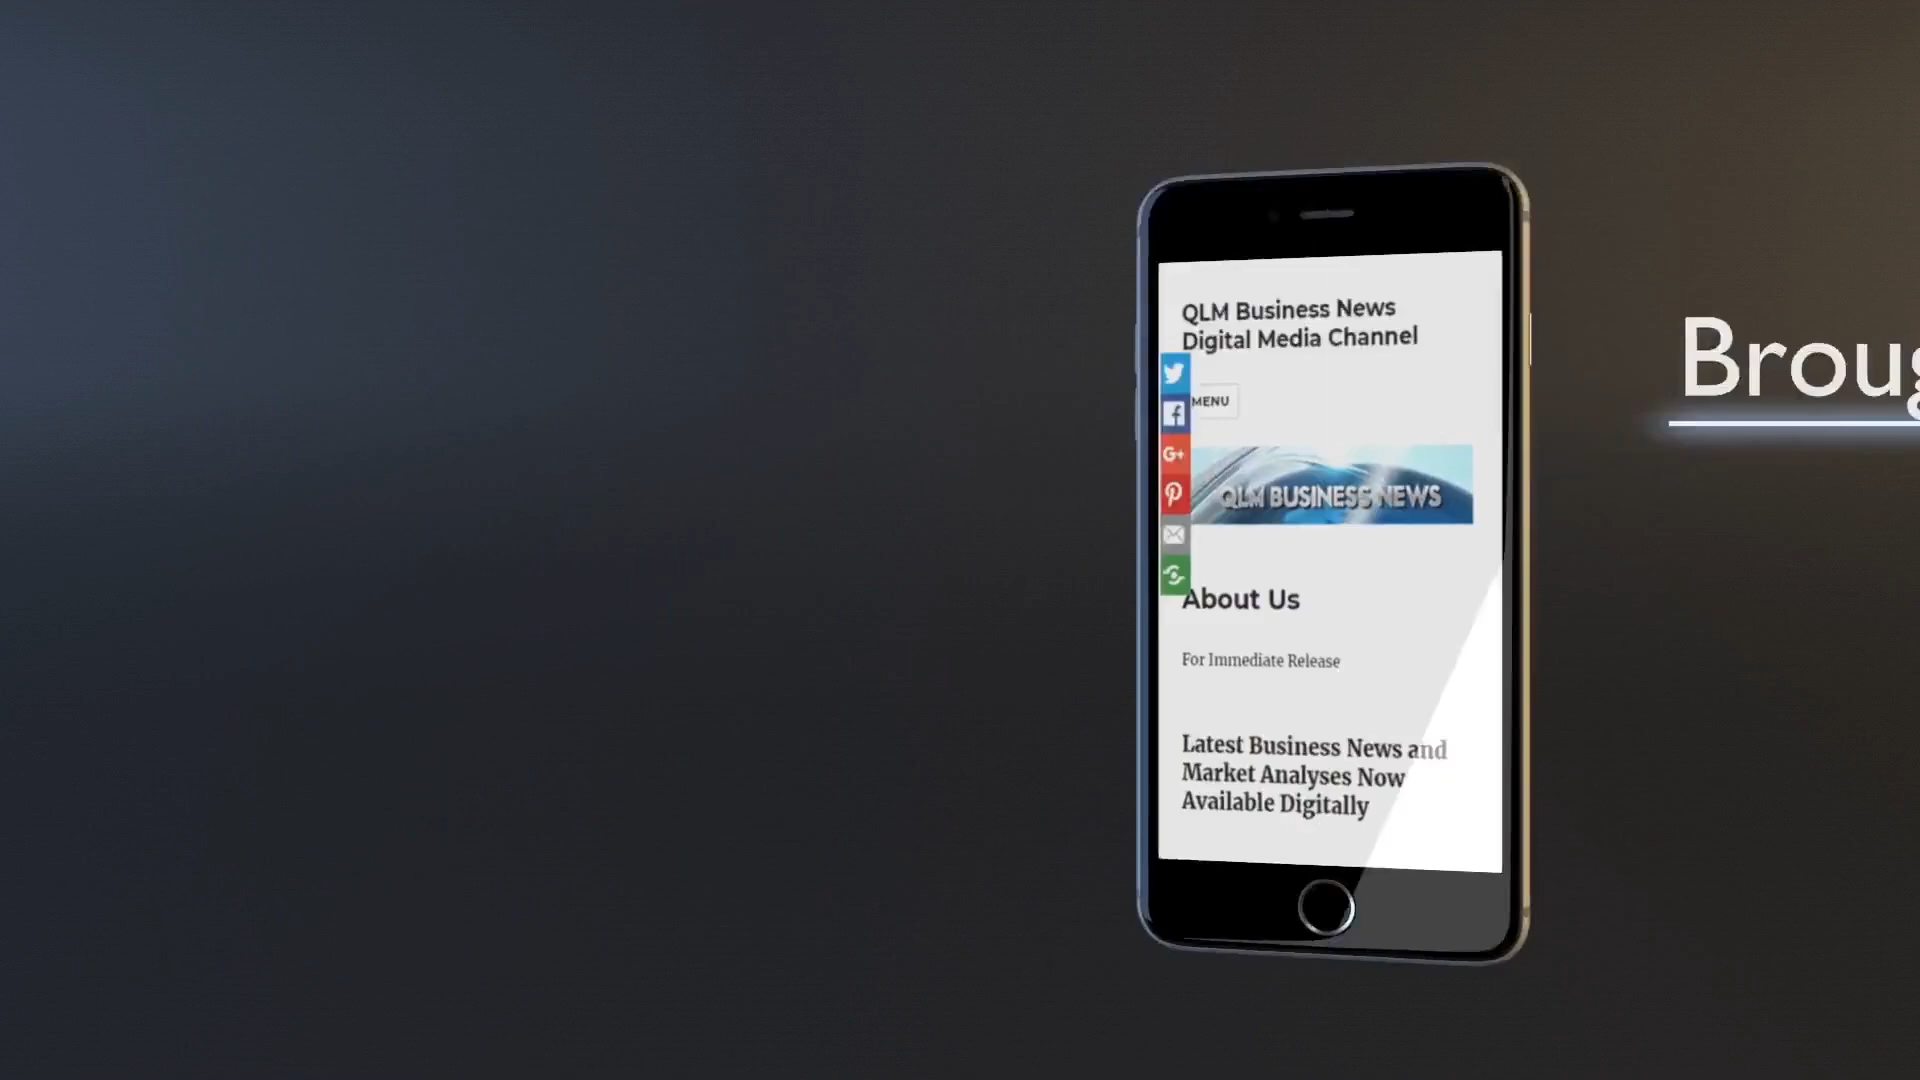 QLM Business News
Digital Media Channel
MENU
QLM BUSINESS NEWS
About Us
For Immediate Release
Latest Business News and
Market Analyses Now
Available Digitally
Broug